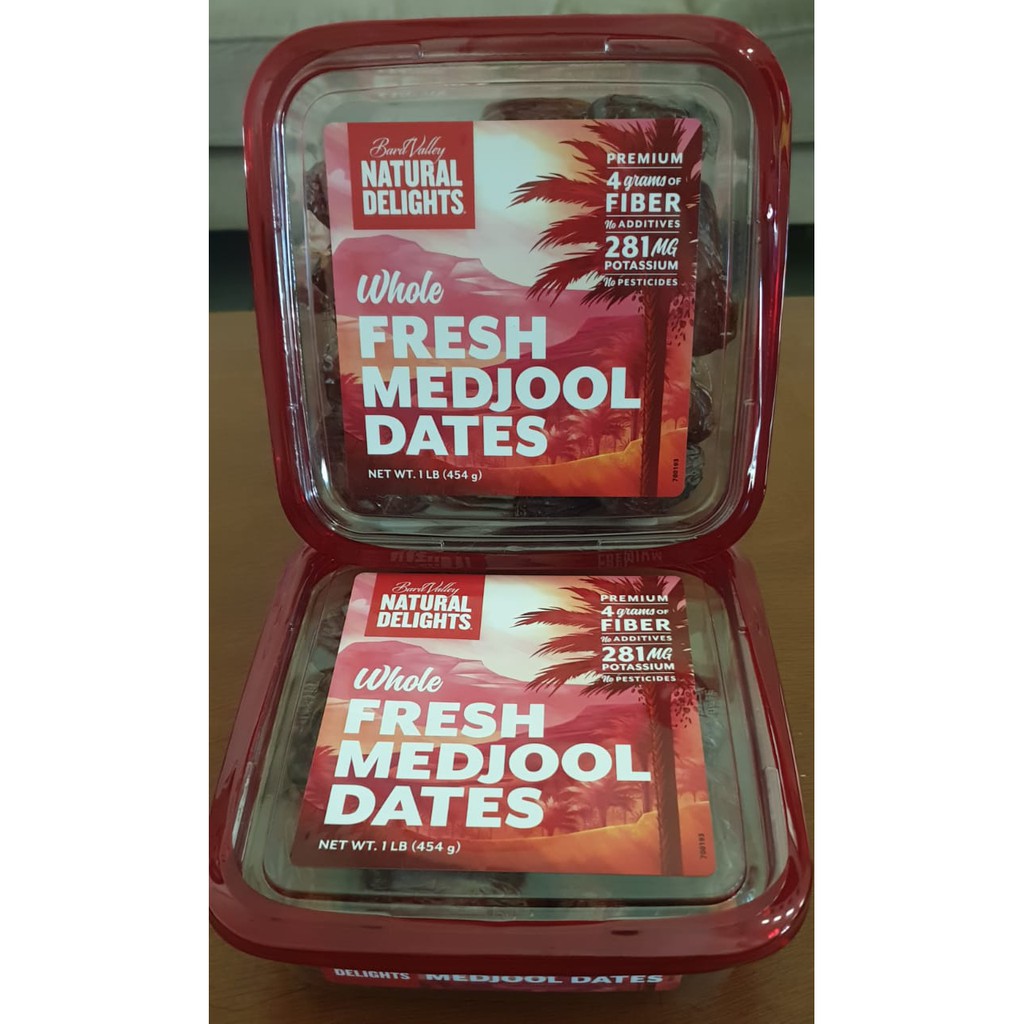 Bard Valley
NATURAL
DELIGHTS
PREMIUM
4 grams OF
FIBER
No ADDITIVES
281MG
POTASSIUM
No PESTICIDES
Whole
FRESH
MEDJOOL
DATES
NET WT. 1 LB (454 g)
Bard Valley
NATURAL
DELIGHTS
PREMIUM
4 grams OF
FIBER
No ADDITIVES
281MG
POTASSIUM
No PESTICIDES
Whole
FRESH
MEDJOOL
DATES
NET WT. 1 LB (454 g)
DELIGHTS MEDJOOL DATES